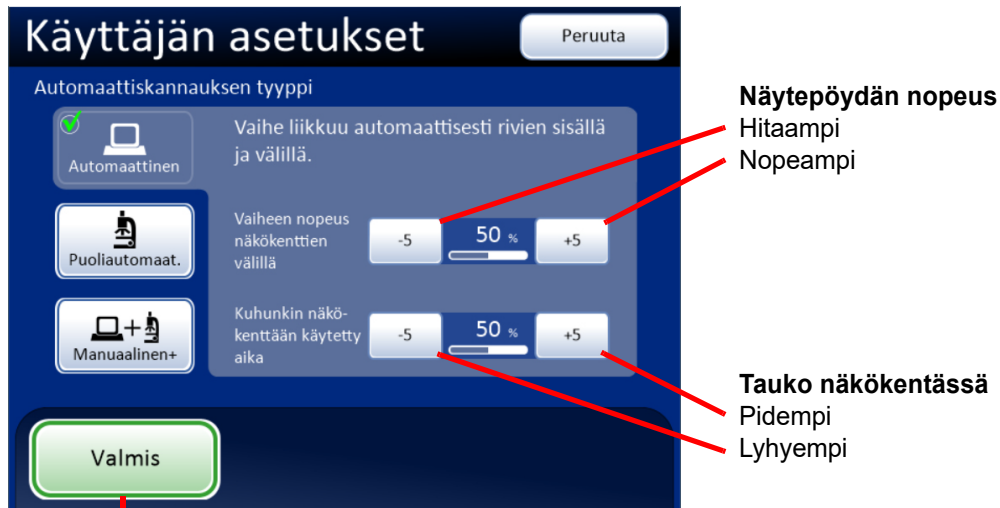 Käyttäjän asetukset
Peruuta
Automaattiskannauksen tyyppi
Automaattinen
Vaihe liikkuu automaattisesti rivien sisällä
ja välillä.
Puoliautomaat.
Vaiheen nopeus
näkökenttien
välillä
-5
50 %
+5
Manuaalinen+
Kuhunkin näkö-
kenttään käytetty
aika
-5
50 %
+5
Valmis
Näytepöydän nopeus
Hitaampi
Nopeampi
Tauko näkökentässä
Pidempi
Lyhyempi